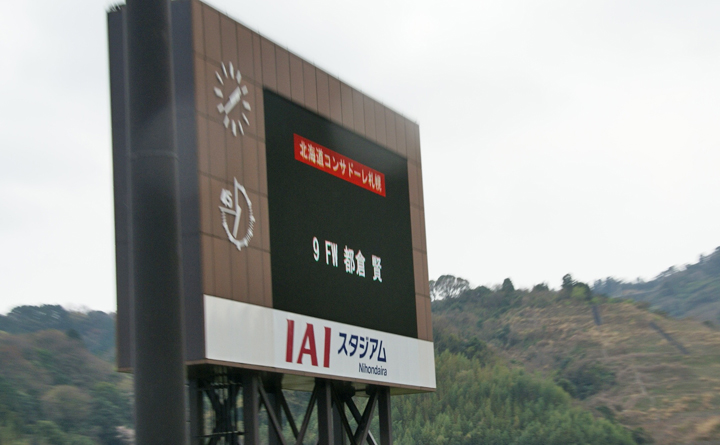 北海道コンサドーレ札幌
45
9 FW 都倉 賢
IAI スタジアム
Nihondaira